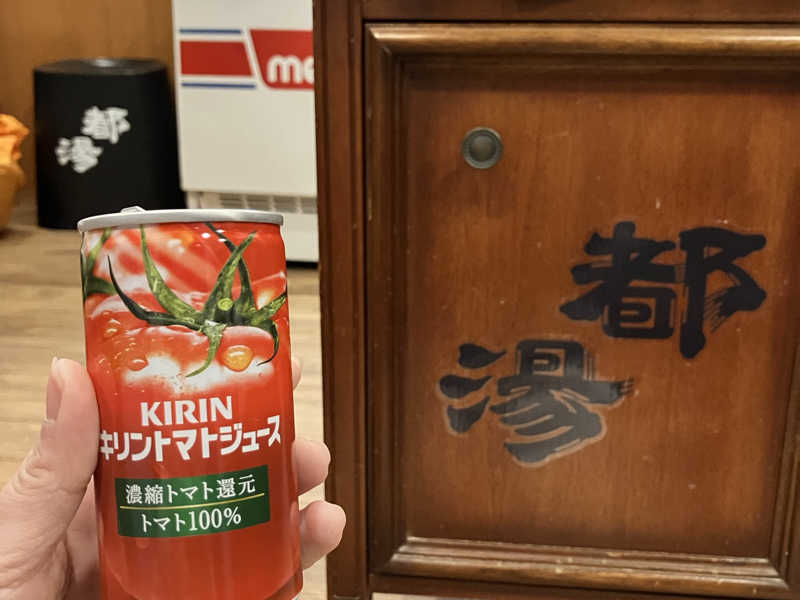 都
湯
me
KIRIN
キリントマトジュース
濃縮トマト還元
トマト100%
都
湯